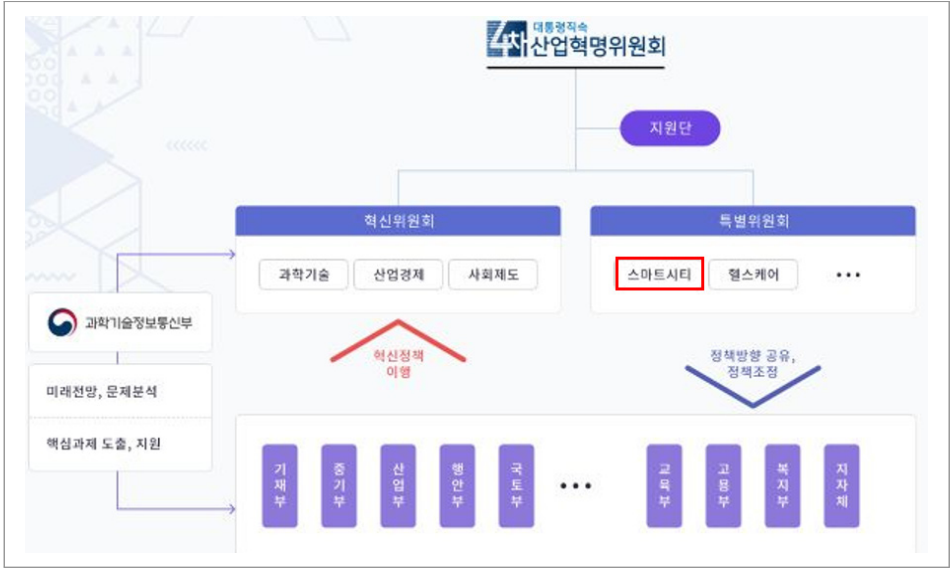 대통령직속
4차 산업혁명위원회
지원단
혁신위원회
과학기술
산업경제
사회제도
특별위원회
스마트시티
헬스케어
•••
과학기술정보통신부
미래전망, 문제분석
핵심과제 도출, 지원
혁신정책
이행
정책방향 공유,
정책조정
기재부
중기부
산업부
행안부
국토부
•••
교육부
고용부
복지부
지자체